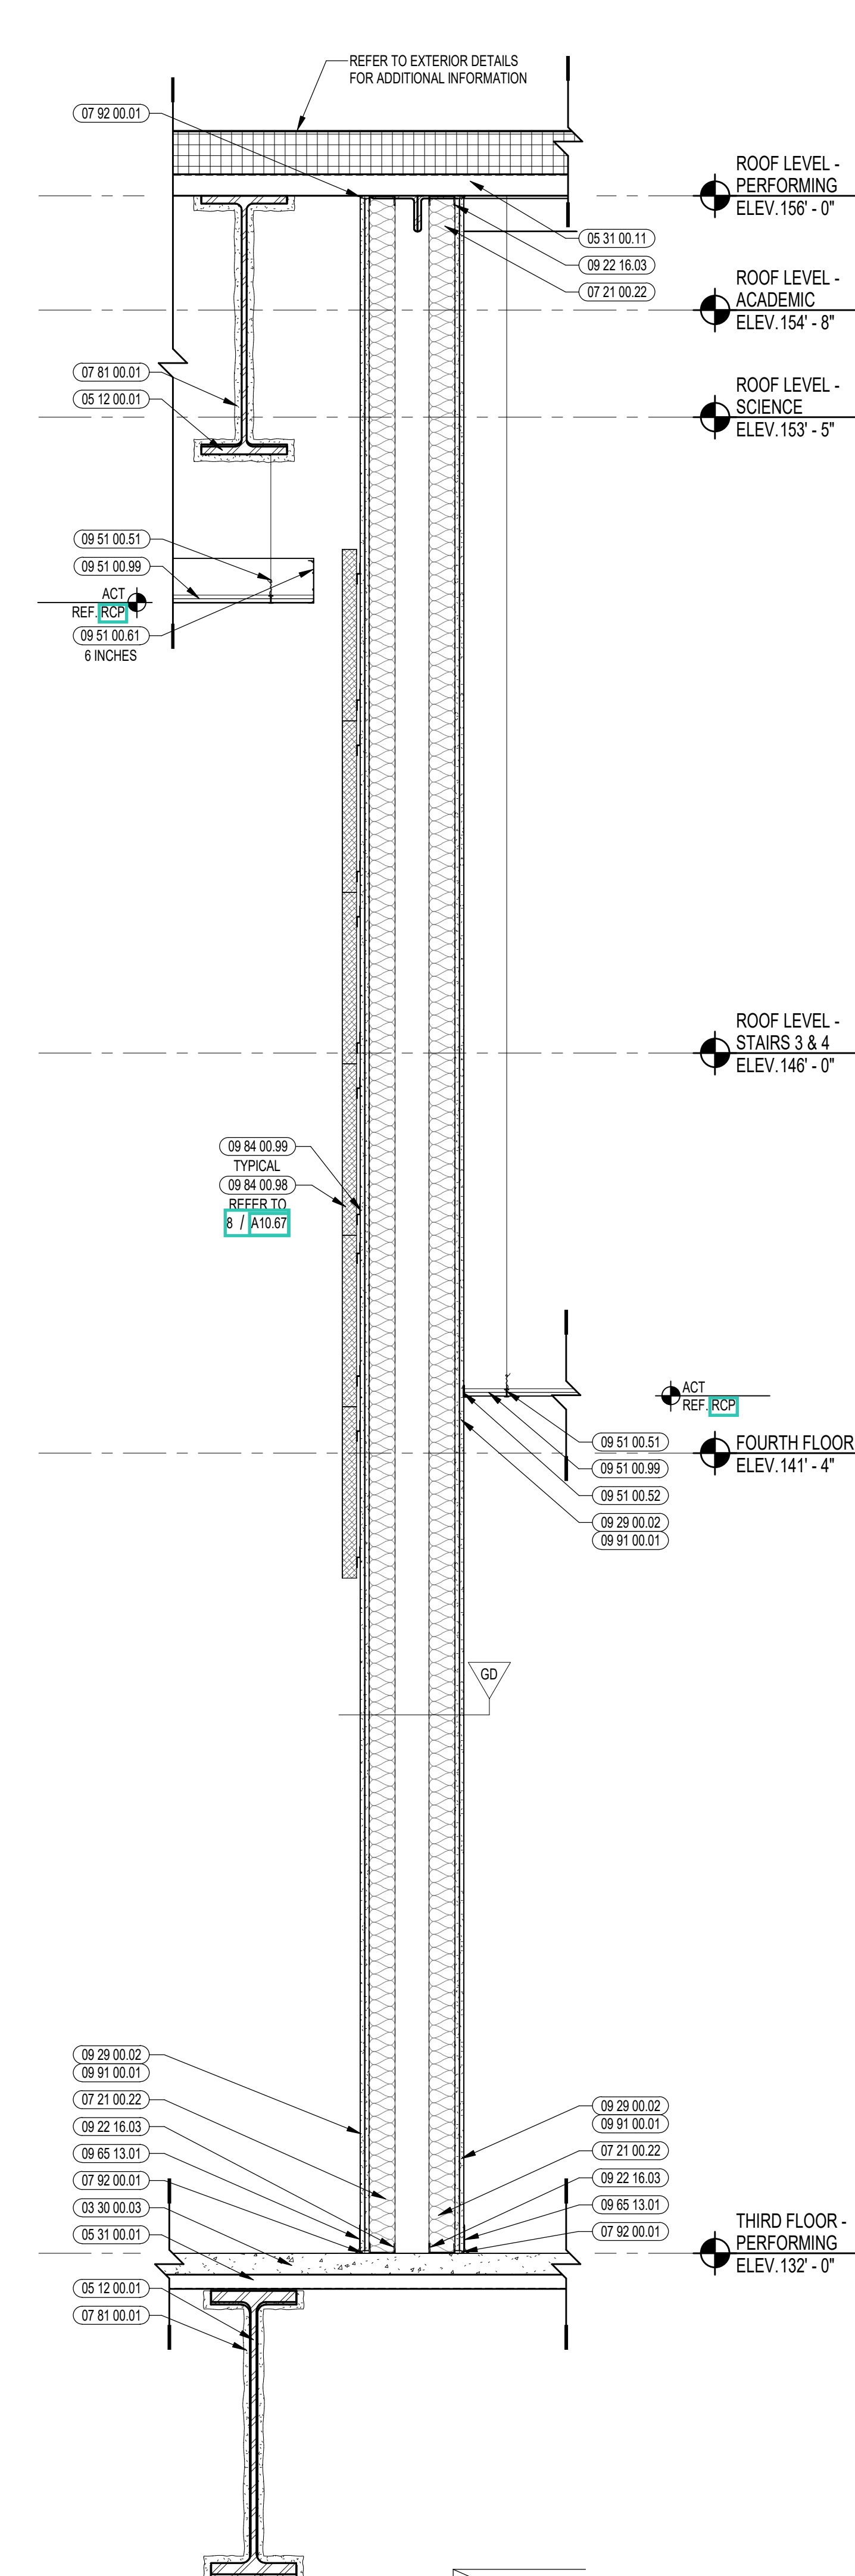 REFER TO EXTERIOR DETAILS
FOR ADDITIONAL INFORMATION
07 92 00.01
ROOF LEVEL -
PERFORMING
ELEV.156' - 0"
05 31 00.11
09 22 16.03
07 21 00.22
ROOF LEVEL -
ACADEMIC
ELEV.154' - 8"
07 81 00.01
05 12 00.01
ROOF LEVEL -
SCIENCE
ELEV.153' - 5"
09 51 00.51
09 51 00.99
ACT
REF. RCP
09 51 00.61
6 INCHES
ROOF LEVEL -
STAIRS 3 & 4
ELEV.146' - 0"
09 84 00.99
TYPICAL
09 84 00.98
REFER TO
8 / A10.67
ACT
REF. RCP
09 51 00.51
09 51 00.99
09 51 00.52
09 29 00.02
09 91 00.01
FOURTH FLOOR
ELEV.141' - 4"
GD
09 29 00.02
09 91 00.01
07 21 00.22
09 22 16.03
09 65 13.01
07 92 00.01
03 30 00.03
05 31 00.01
05 12 00.01
07 81 00.01
09 29 00.02
09 91 00.01
07 21 00.22
09 22 16.03
09 65 13.01
07 92 00.01
THIRD FLOOR -
PERFORMING
ELEV.132' - 0"